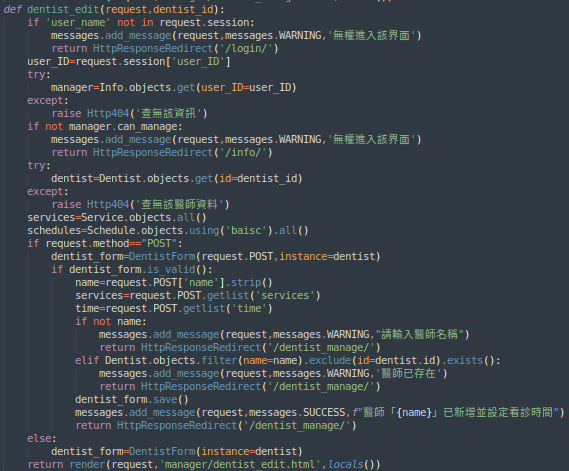 def dentist_edit(request,dentist_id):
    if 'user_name' not in request.session:
        messages.add_message(request,messages.WARNING,'無權進入該界面')
        return HttpResponseRedirect('/login/')
    user_ID=request.session['user_ID']
    try:
        manager=Info.objects.get(user_ID=user_ID)
    except:
        raise Http404('查無該資訊')
    if not manager.can_manage:
        messages.add_message(request,messages.WARNING,'無權進入該界面')
        return HttpResponseRedirect('/info/')
    try:
        dentist=Dentist.objects.get(id=dentist_id)
    except:
        raise Http404('查無該醫師資料')
    services=Service.objects.all()
    schedules=Schedule.objects.using('baisc').all()
    if request.method=="POST":
        dentist_form=DentistForm(request.POST,instance=dentist)
        if dentist_form.is_valid():
            name=request.POST['name'].strip()
            services=request.POST.getlist('services')
            time=request.POST.getlist('time')
            if not name:
                messages.add_message(request,messages.WARNING,"請輸入醫師名稱")
                return HttpResponseRedirect('/dentist_manage/')
            elif Dentist.objects.filter(name=name).exclude(id=dentist.id).exists():
                messages.add_message(request,messages.WARNING,'醫師已存在')
                return HttpResponseRedirect('/dentist_manage/')
            dentist_form.save()
            messages.add_message(request,messages.SUCCESS,f"醫師「{name}」已新增並設定看診時間")
            return HttpResponseRedirect('/dentist_manage/')
    else:
        dentist_form=DentistForm(instance=dentist)
    return render(request,'manager/dentist_edit.html',locals())